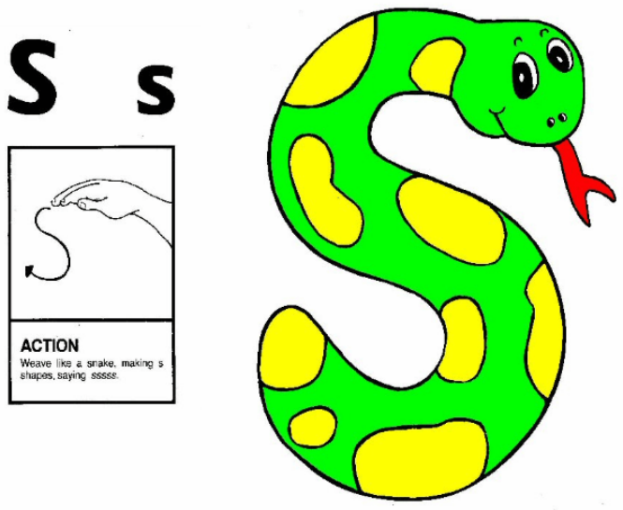 S s
ACTION
Weave like a snake, making s
shapes, saying sssss.